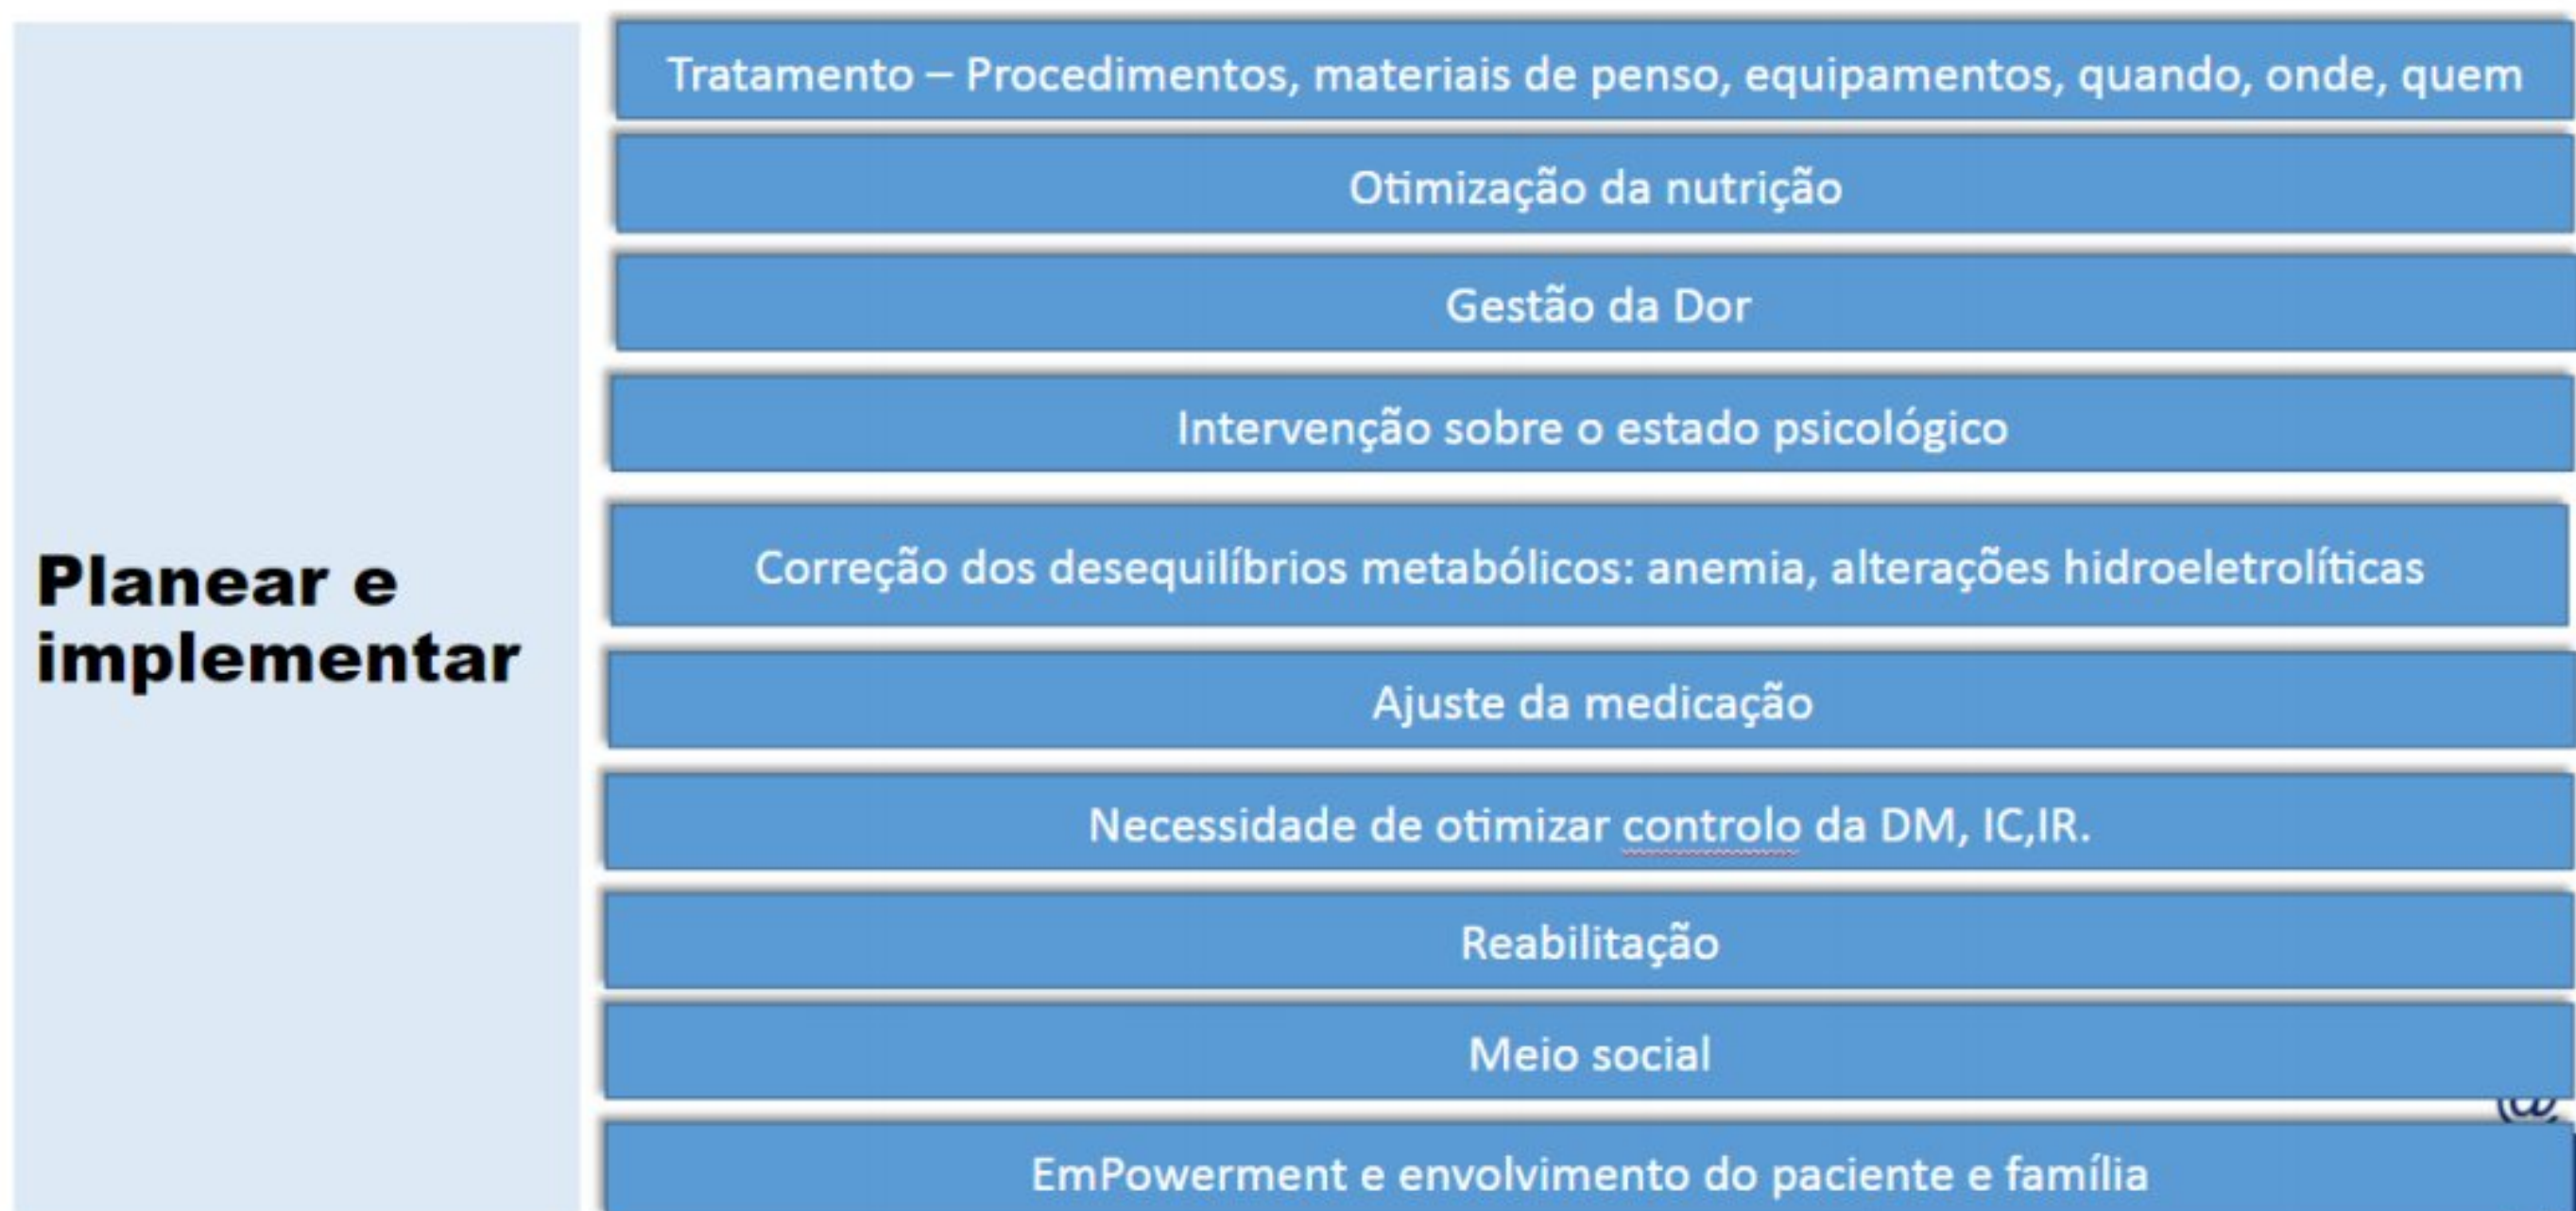 Planear e
implementar
Tratamento – Procedimentos, materiais de penso, equipamentos, quando, onde, quem
Otimização da nutrição
Gestão da Dor
Intervenção sobre o estado psicológico
Correção dos desequilíbrios metabólicos: anemia, alterações hidroeletrolíticas
Ajuste da medicação
Necessidade de otimizar controlo da DM, IC,IR.
Reabilitação
Meio social
EmPowerment e envolvimento do paciente e família